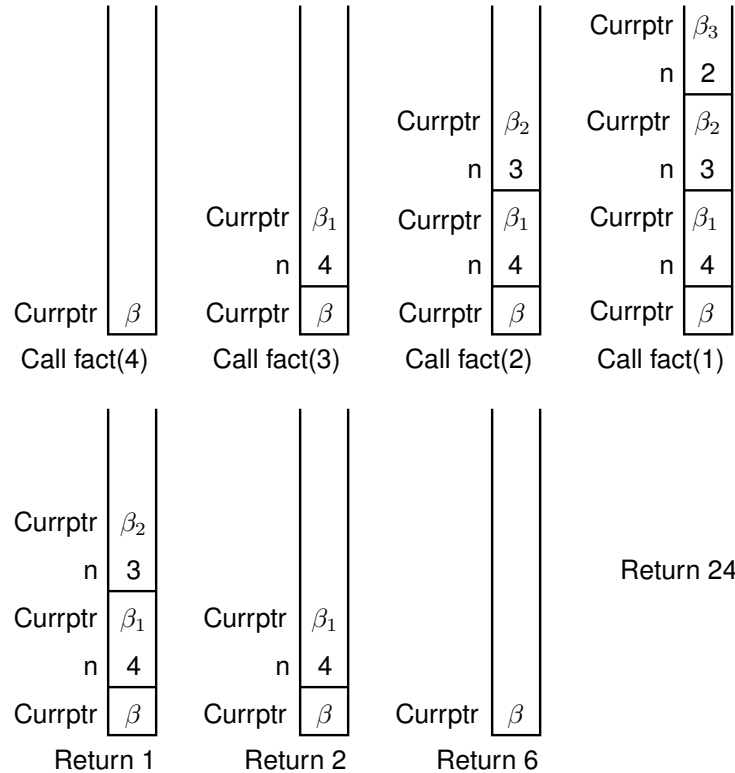 Currptr β₃
n 2
Currptr β₂ Currptr β₂
n 3 n 3
Currptr β₁ Currptr β₁ Currptr β₁
n 4 n 4 n 4
Currptr β Currptr β Currptr β Currptr β
Call fact(4) Call fact(3) Call fact(2) Call fact(1)
Currptr β₂
n 3 Return 24
Currptr β₁ Currptr β₁
n 4 n 4
Currptr β Currptr β Currptr β
Return 1 Return 2 Return 6